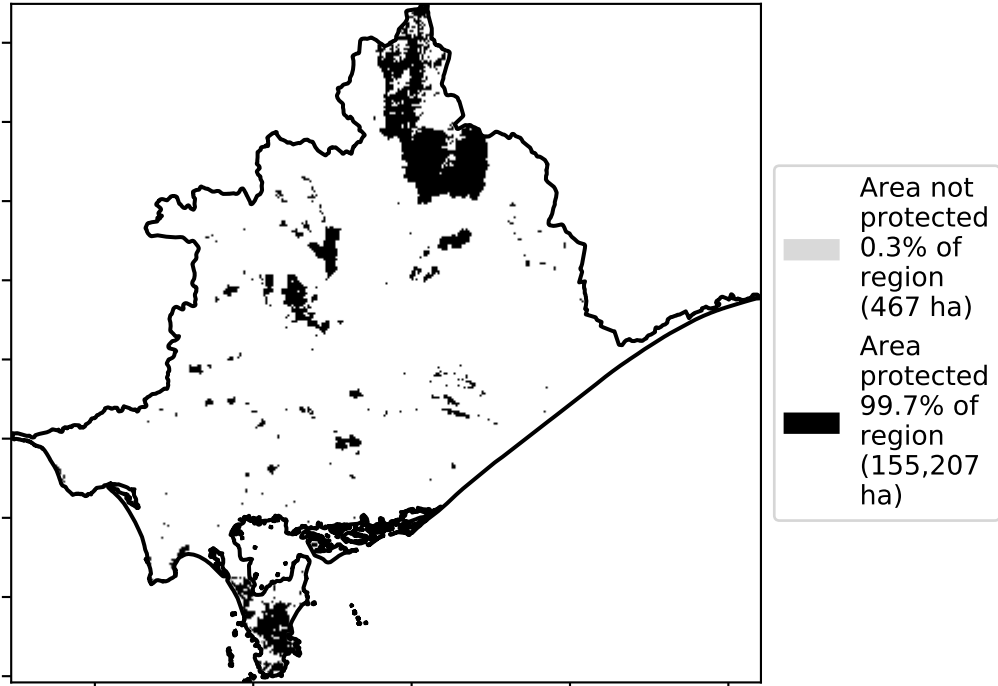 Area not
protected
0.3% of
region
(467 ha)
Area
protected
99.7% of
region
(155,207
ha)